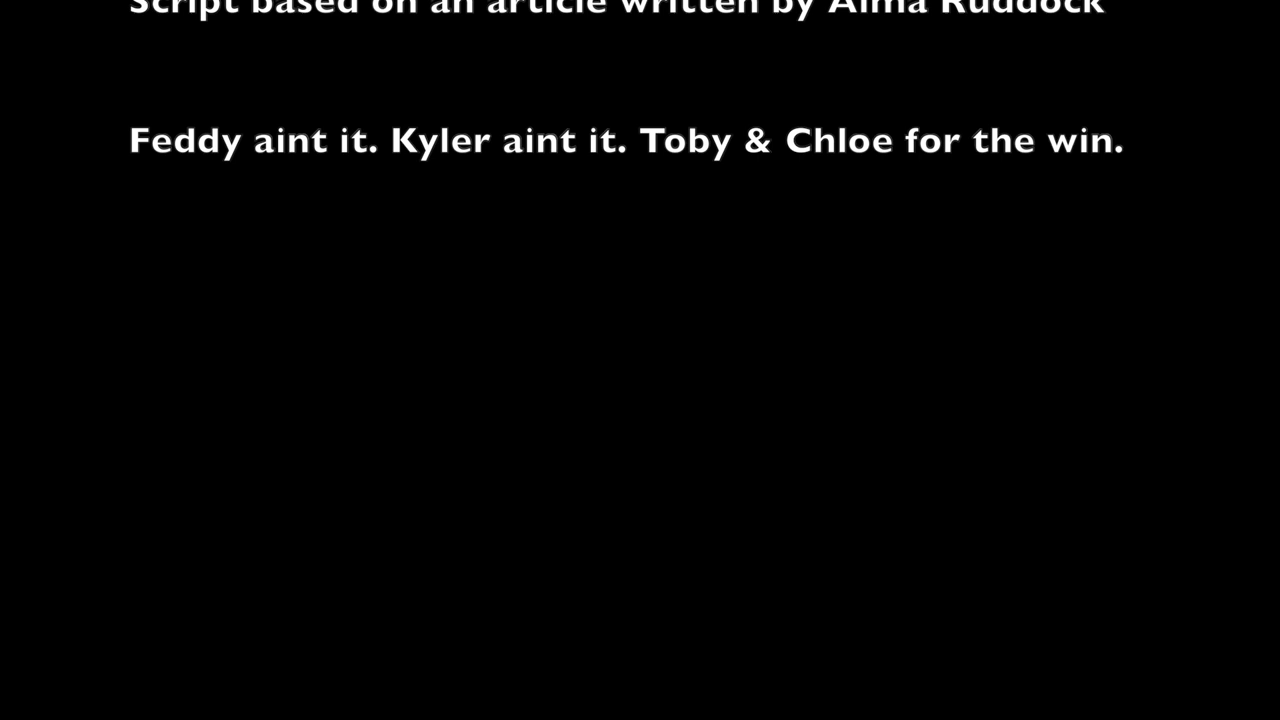 Script based on an article written by Alma Ruddock
Feddy aint it. Kyler aint it. Toby & Chloe for the win.